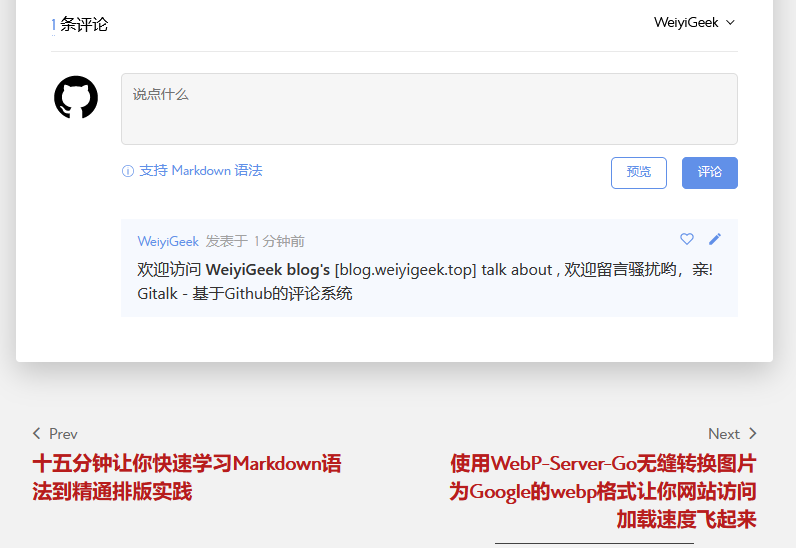 1 条评论
WeiyiGeek
说点什么
支持 Markdown 语法
预览
评论
WeiyiGeek 发表于 1分钟前
欢迎访问 WeiyiGeek blog's [blog.weiyigeek.top] talk about , 欢迎留言骚扰哟，亲!
Gitalk - 基于Github的评论系统
Prev
十五分钟让你快速学习Markdown语
法到精通排版实践
Next
使用WebP-Server-Go无缝转换图片
为Google的webp格式让你网站访问
加载速度飞起来